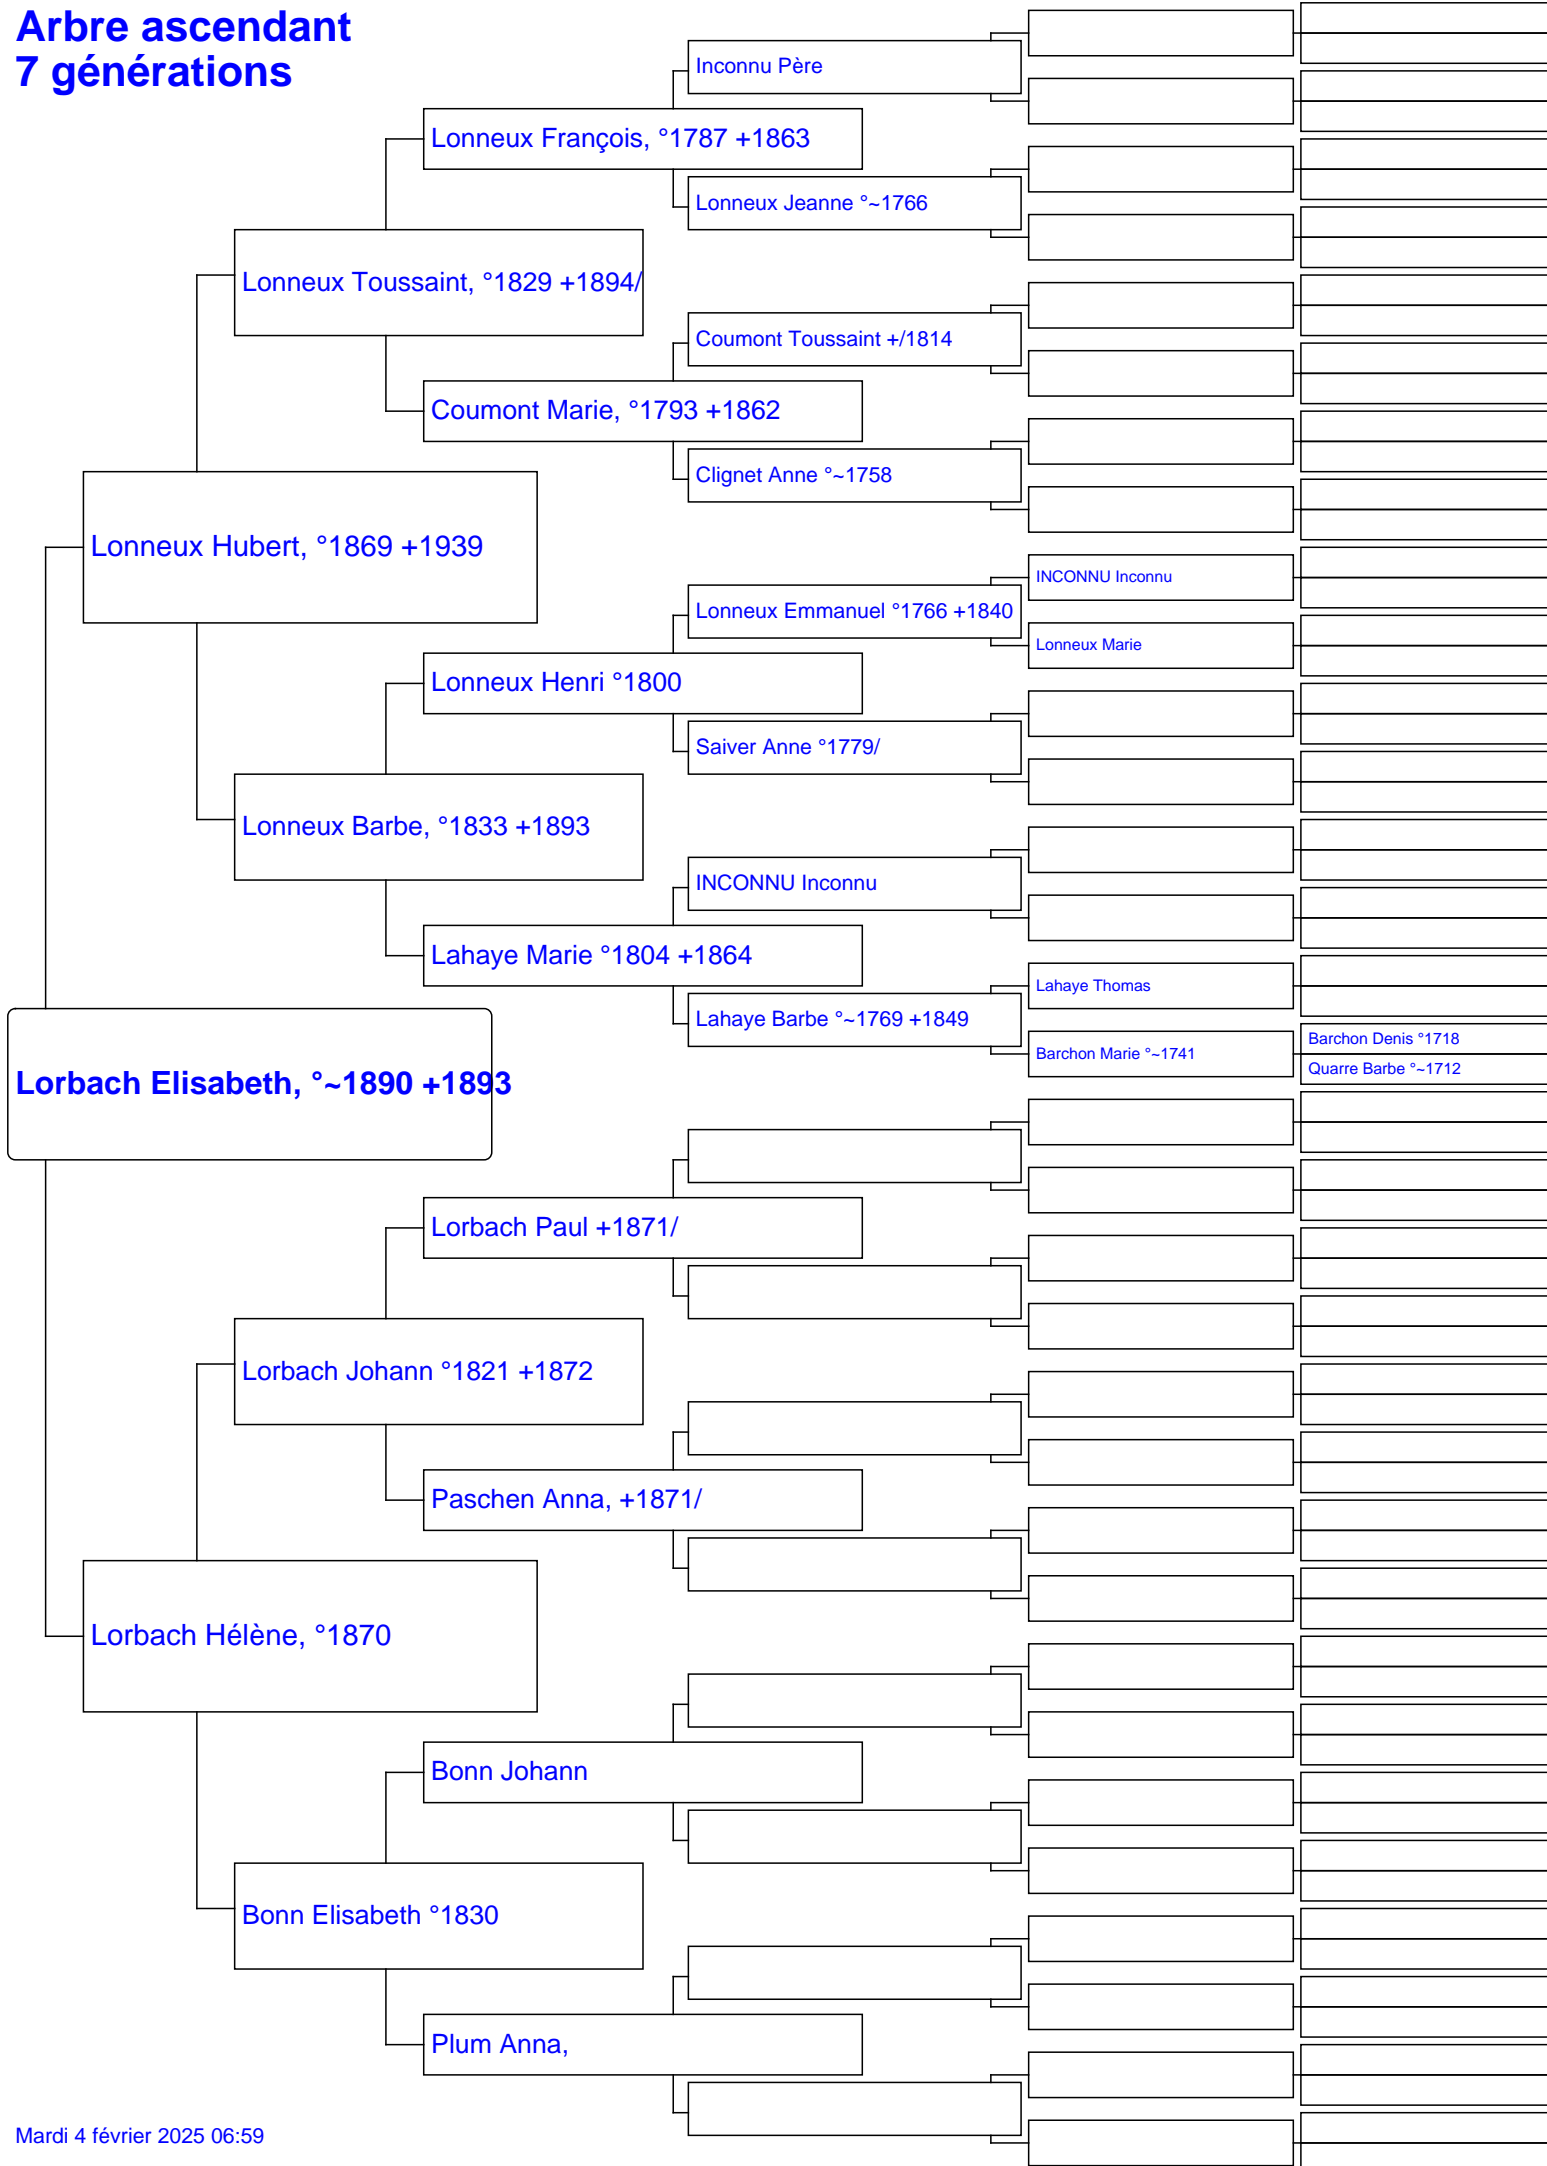 Arbre ascendant
7 générations
Inconnu Père
Lonneux François, °1787 +1863
Lonneux Jeanne °~1766
Lonneux Toussaint, °1829 +1894/
Coumont Toussaint +/1814
Coumont Marie, °1793 +1862
Clignet Anne °~1758
Lonneux Hubert, °1869 +1939
INCONNU Inconnu
Lonneux Emmanuel °1766 +1840
Lonneux Marie
Lonneux Henri °1800
Saiver Anne °1779/
Lonneux Barbe, °1833 +1893
INCONNU Inconnu
Lahaye Marie °1804 +1864
Lahaye Thomas
Lahaye Barbe °~1769 +1849
Barchon Denis °1718
Barchon Marie °~1741
Quarre Barbe °~1712
Lorbach Elisabeth, °~1890 +1893
Lorbach Paul +1871/
Lorbach Johann °1821 +1872
Paschen Anna, +1871/
Lorbach Hélène, °1870
Bonn Johann
Bonn Elisabeth °1830
Plum Anna,
Mardi 4 février 2025 06:59